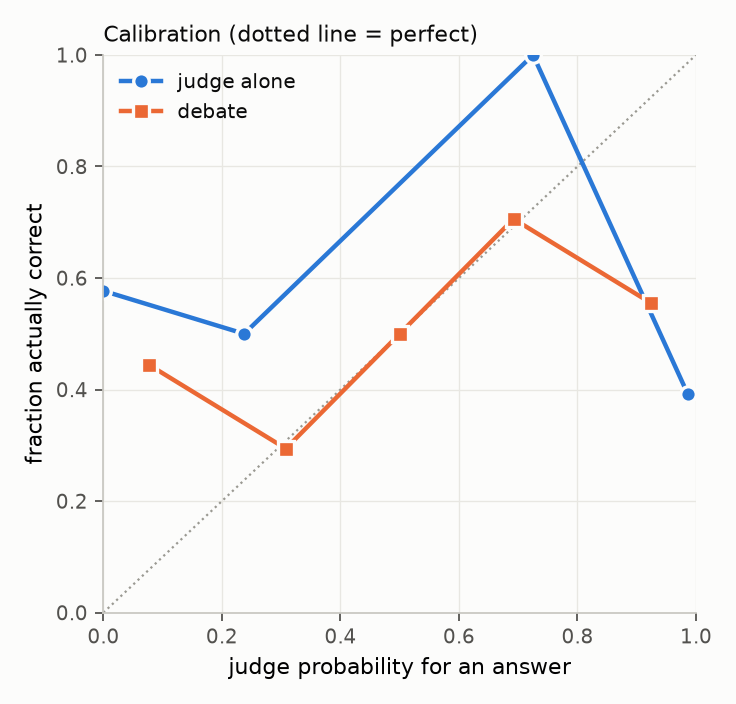 Calibration (dotted line = perfect)
judge alone
debate
1.0
0.8
0.6
0.4
0.2
0.0
fraction actually correct
0.0 0.2 0.4 0.6 0.8 1.0
judge probability for an answer